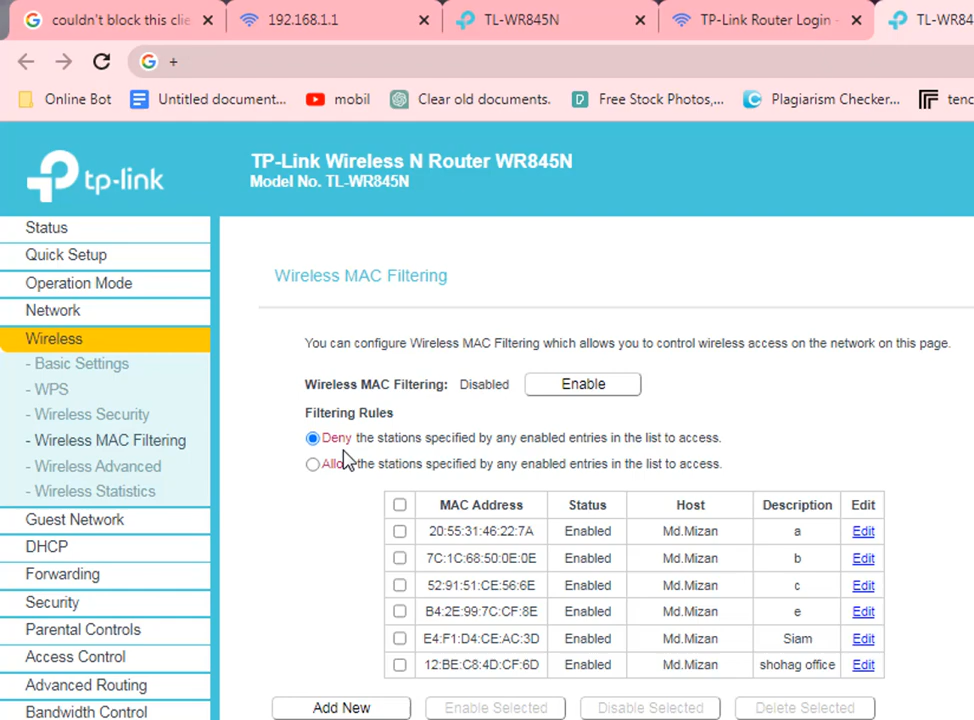 couldn't block this clie
192.168.1.1
TL-WR845N
TP-Link Router Login
TL-WR84
+
Online Bot
Untitled document...
mobil
Clear old documents.
Free Stock Photos,...
Plagiarism Checker...
tenc
tp-link
TP-Link Wireless N Router WR845N
Model No. TL-WR845N
Status
Quick Setup
Operation Mode
Network
Wireless
- Basic Settings
- WPS
- Wireless Security
- Wireless MAC Filtering
- Wireless Advanced
- Wireless Statistics
Guest Network
DHCP
Forwarding
Security
Parental Controls
Access Control
Advanced Routing
Bandwidth Control
Wireless MAC Filtering
You can configure Wireless MAC Filtering which allows you to control wireless access on the network on this page.
Wireless MAC Filtering: Disabled Enable
Filtering Rules
Deny the stations specified by any enabled entries in the list to access.
Allow the stations specified by any enabled entries in the list to access.
MAC Address Status Host Description Edit
20:55:31:46:22:7A Enabled Md.Mizan a Edit
7C:1C:68:50:0E:0E Enabled Md.Mizan b Edit
52:91:51:CE:56:6E Enabled Md.Mizan c Edit
B4:2E:99:7C:CF:8E Enabled Md.Mizan e Edit
E4:F1:D4:CE:AC:3D Enabled Md.Mizan Siam Edit
12:BE:C8:4D:CF:6D Enabled Md.Mizan shohag office Edit
Add New Enable Selected Disable Selected Delete Selected